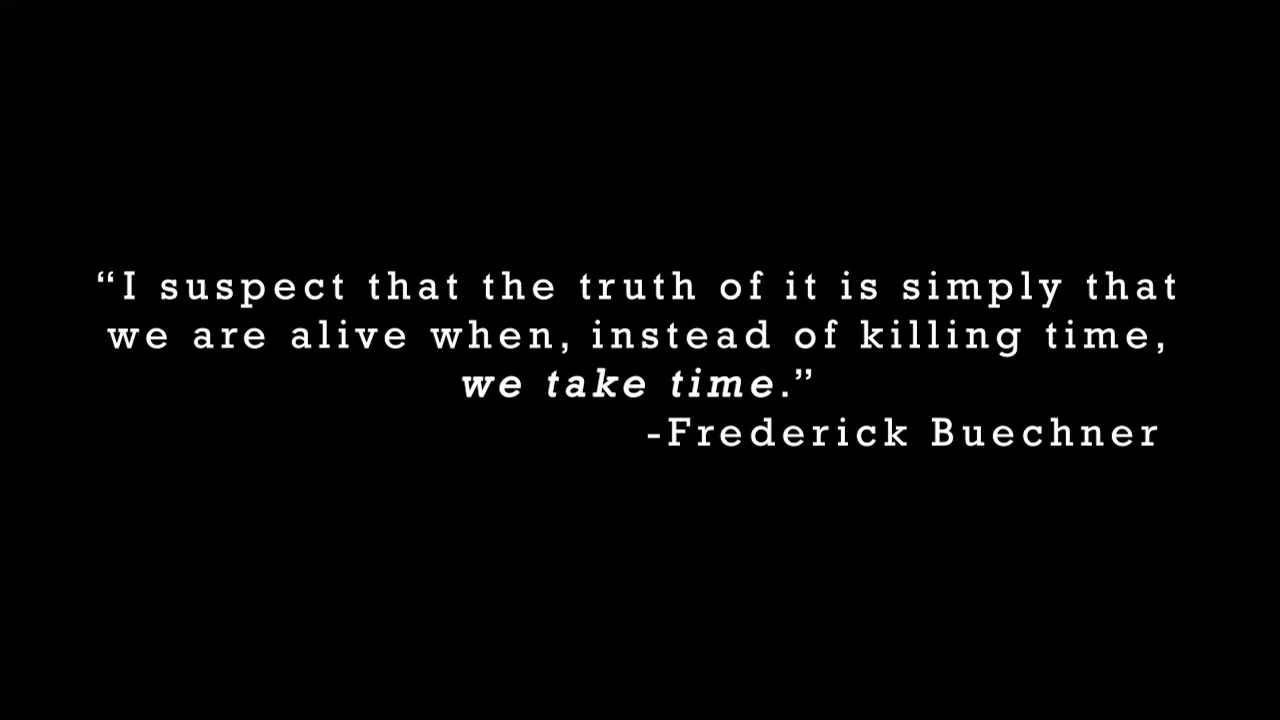 “I suspect that the truth of it is simply that
we are alive when, instead of killing time,
we take time.”
-Frederick Buechner